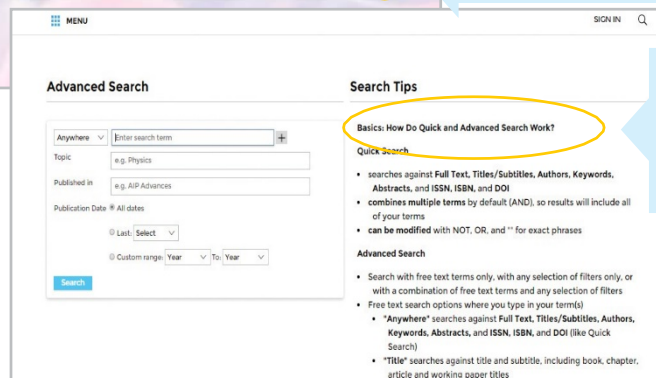 MENU
SIGN IN
Advanced Search
Anywhere
Enter search term
+
Topic
e.g. Physics
Published in
e.g. AIP Advances
Publication Date
All dates
Last: Select
Custom range: Year To: Year
Search
Search Tips
Basics: How Do Quick and Advanced Search Work?
Quick Search
• searches against Full Text, Titles/Subtitles, Authors, Keywords,
Abstracts, and ISSN, ISBN, and DOI
• combines multiple terms by default (AND), so results will include all
of your terms
• can be modified with NOT, OR, and "" for exact phrases
Advanced Search
• Search with free text terms only, with any selection of filters only, or
with a combination of free text terms and any selection of filters
• Free text search options where you type in your term(s)
• "Anywhere" searches against Full Text, Titles/Subtitles, Authors,
Keywords, Abstracts, and ISSN, ISBN, and DOI (like Quick
Search)
• "Title" searches against title and subtitle, including book, chapter,
article and working paper titles